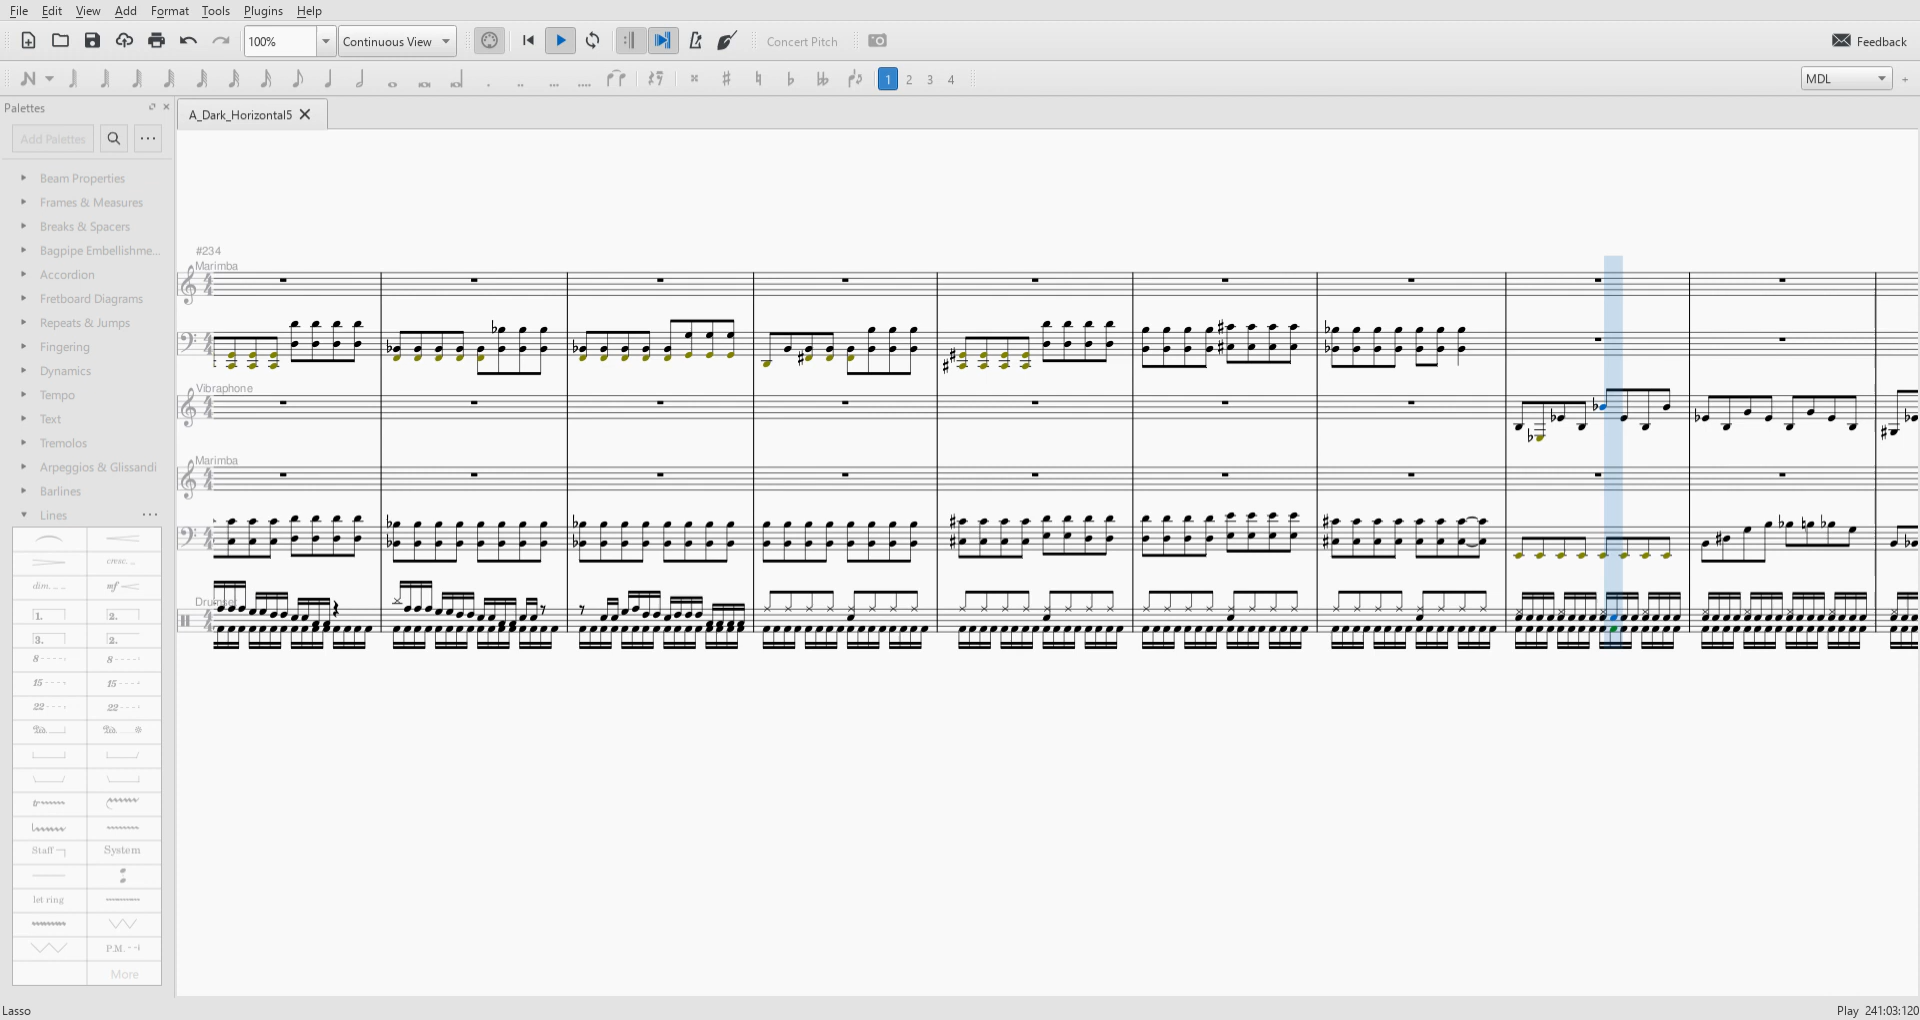 File Edit View Add Format Tools Plugins Help
100% Continuous View Concert Pitch Feedback
1 2 3 4 MDL +
Palettes
A_Dark_Horizontal5
Add Palettes ...
Beam Properties
Frames & Measures
Breaks & Spacers
Bagpipe Embellishme...
Accordion
Fretboard Diagrams
Repeats & Jumps
Fingering
Dynamics
Tempo
Text
Tremolos
Arpeggios & Glissandi
Barlines
Lines ...
cresc.
dim. mf
1. 2.
3. 2.
8 8
15 15
22 22
Ped. Ped.
tr
Staff System
let ring
P.M.
More
#234
Marimba
Vibraphone
Marimba
Drumset
Lasso Play 241:03:120